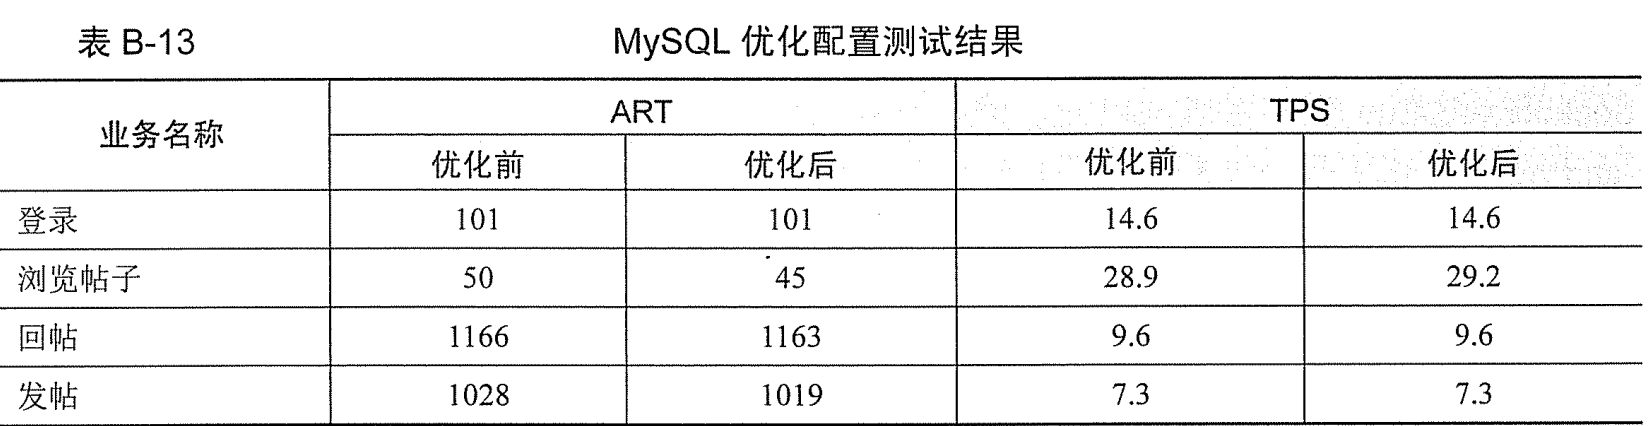 表 B-13 MySQL 优化配置测试结果
业务名称 ART TPS
优化前 优化后 优化前 优化后
登录 101 101 14.6 14.6
浏览帖子 50 45 28.9 29.2
回帖 1166 1163 9.6 9.6
发帖 1028 1019 7.3 7.3